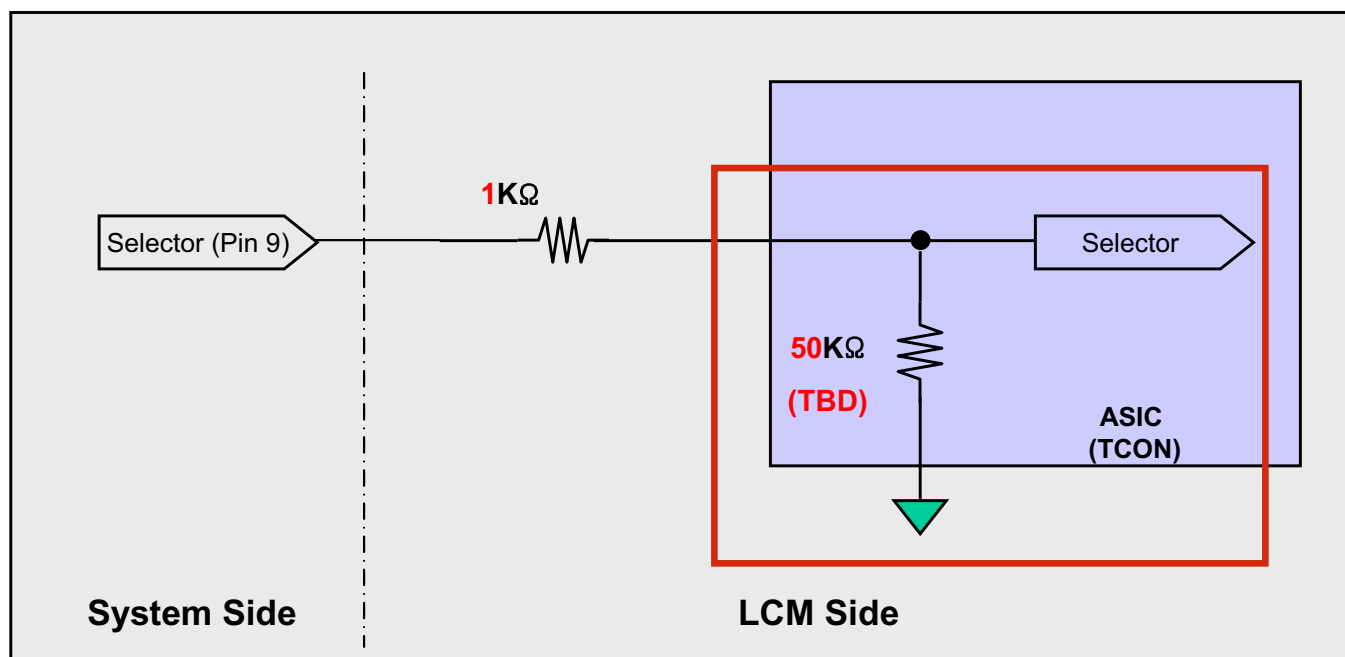 1KΩ
Selector (Pin 9)
Selector
50KΩ
(TBD)
ASIC
(TCON)
System Side
LCM Side